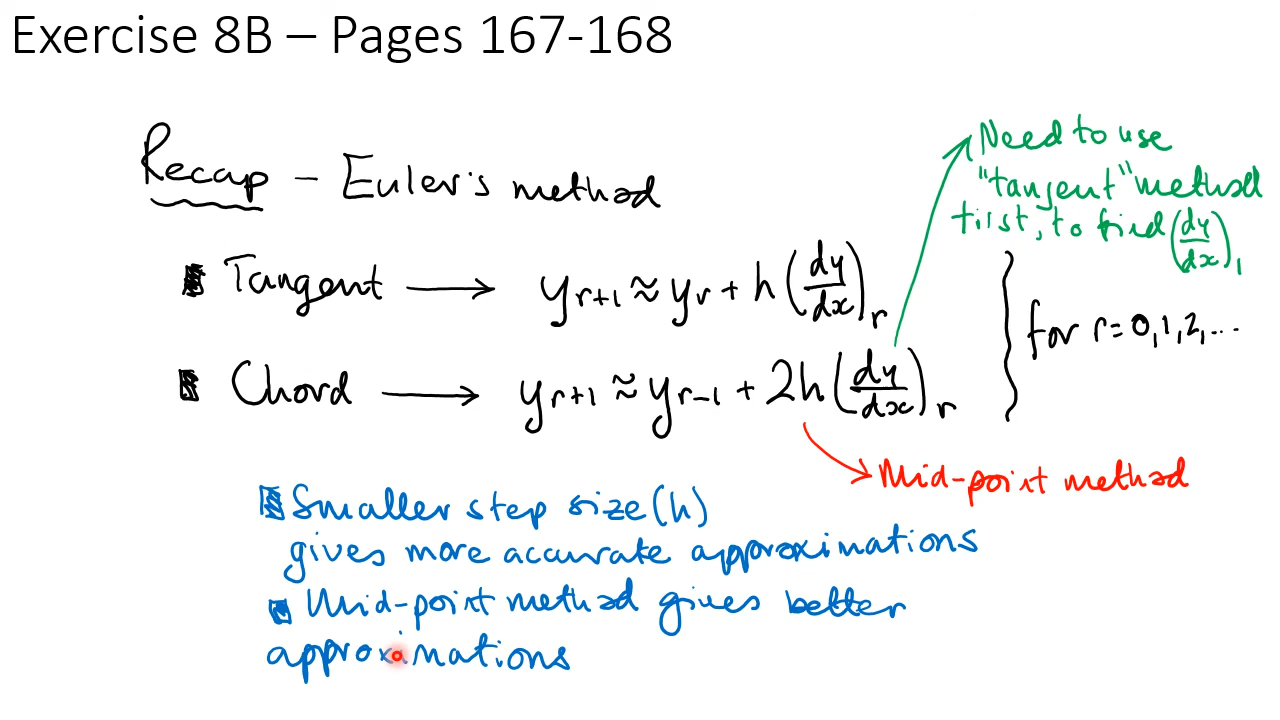 Exercise 8B – Pages 167-168
Recap – Euler's method
Need to use
"tangent" method
first, to find (dy/dx)₁
Tangent ⟶ yᵣ₊₁ ≈ yᵣ + h(dy/dx)ᵣ
Chord ⟶ yᵣ₊₁ ≈ yᵣ₋₁ + 2h(dy/dx)ᵣ
} for r = 0, 1, 2, ...
Mid-point method
Smaller step size (h)
gives more accurate approximations
Mid-point method gives better
approximations